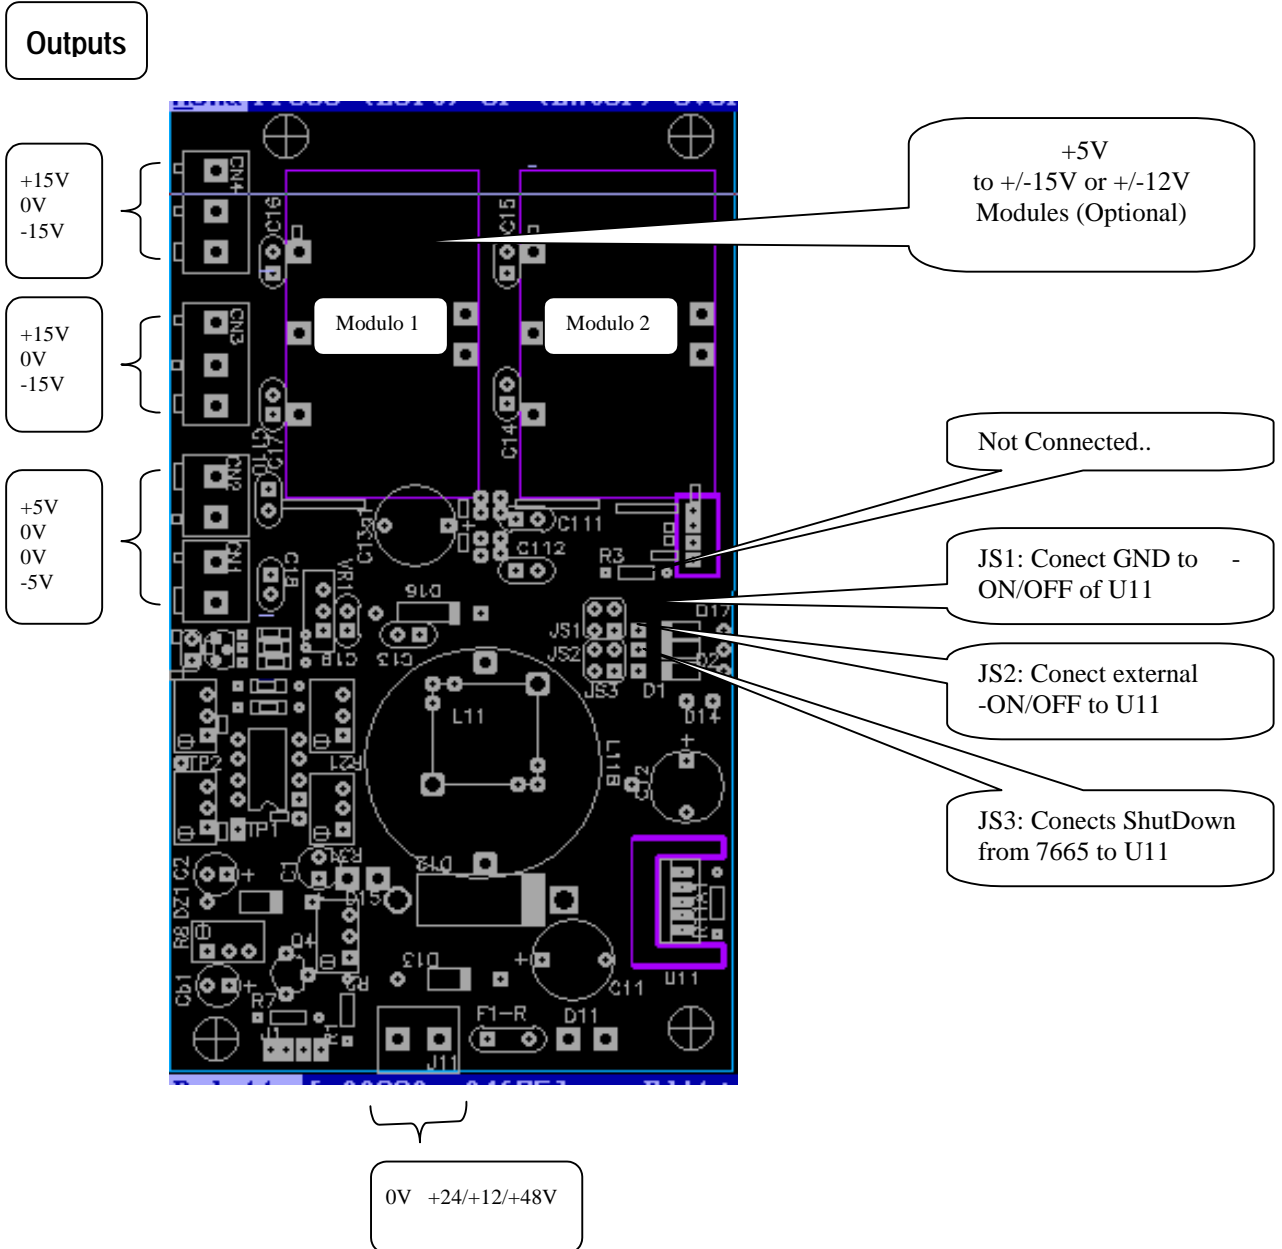 Outputs
+15V
0V
-15V
+15V
0V
-15V
+5V
0V
0V
-5V
+5V
to +/-15V or +/-12V
Modules (Optional)
Not Connected..
JS1: Conect GND to -
ON/OFF of U11
JS2: Conect external
-ON/OFF to U11
JS3: Conects ShutDown
from 7665 to U11
CN4
C16
C15
Modulo 1
Modulo 2
CN3
C17
C14
CN2
C111
C112
R3
CN1
C18
VR1
D16
D17
JS1
JS2
JS3
C19
C13
D1
D2
D14
L11
L11B
TP2
R21
TP1
C2
R31
D12
D15
DZ1
R8
Q4
D13
C11
U11
Cb1
R7
R2
R1
J1
F1-R
D11
J11
0V +24/+12/+48V